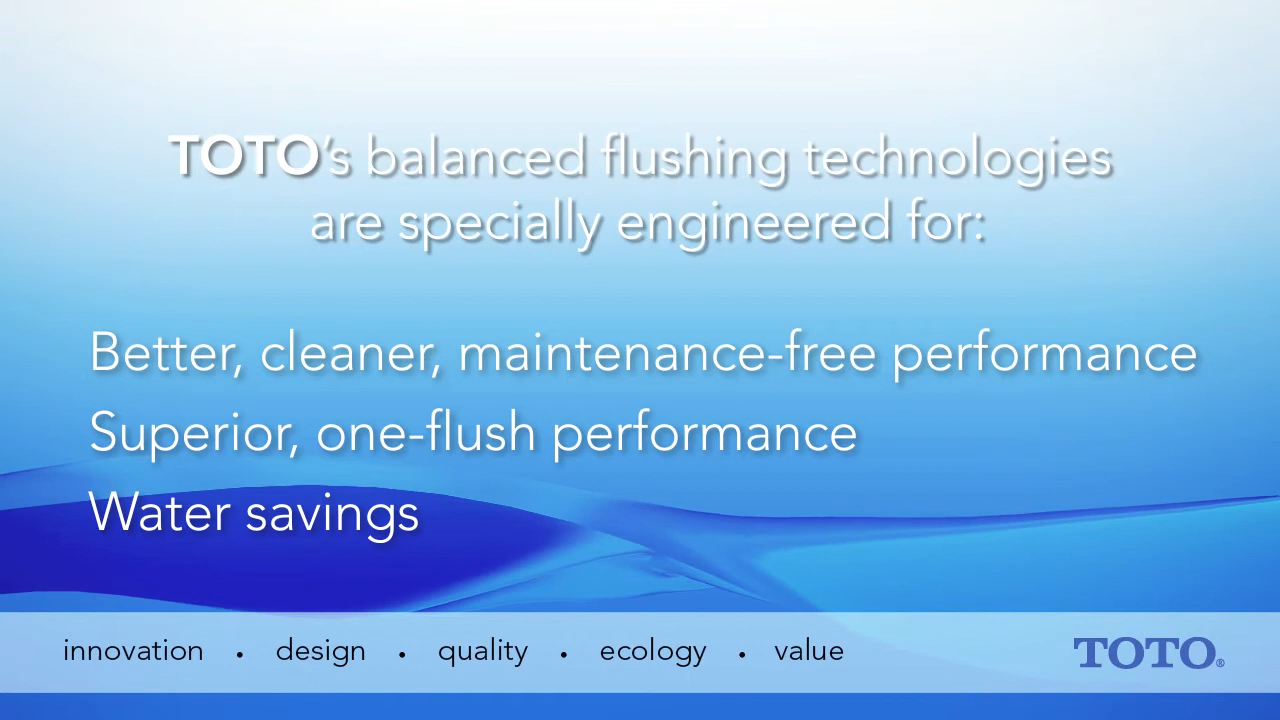 TOTO’s balanced flushing technologies
are specially engineered for:
Better, cleaner, maintenance-free performance
Superior, one-flush performance
Water savings
innovation • design • quality • ecology • value
TOTO®